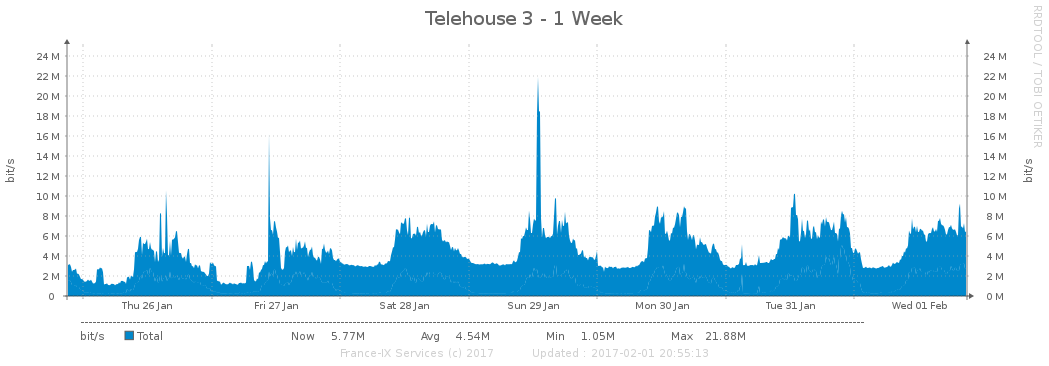 Telehouse 3 - 1 Week
RRDTOOL / TOBI OETIKER
24 M 24 M
22 M 22 M
20 M 20 M
18 M 18 M
16 M 16 M
14 M 14 M
12 M 12 M
10 M 10 M
8 M 8 M
6 M 6 M
4 M 4 M
2 M 2 M
0 0 M
bit/s bit/s
Thu 26 Jan Fri 27 Jan Sat 28 Jan Sun 29 Jan Mon 30 Jan Tue 31 Jan Wed 01 Feb
bit/s Total Now 5.77M Avg 4.54M Min 1.05M Max 21.88M
France-IX Services (c) 2017 Updated : 2017-02-01 20:55:13